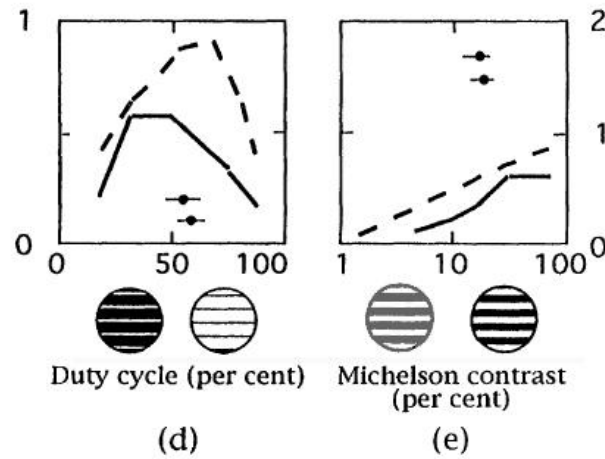 1
2
1
0
0
0
50
100
1
10
100
Duty cycle (per cent)
Michelson contrast
(per cent)
(d)
(e)